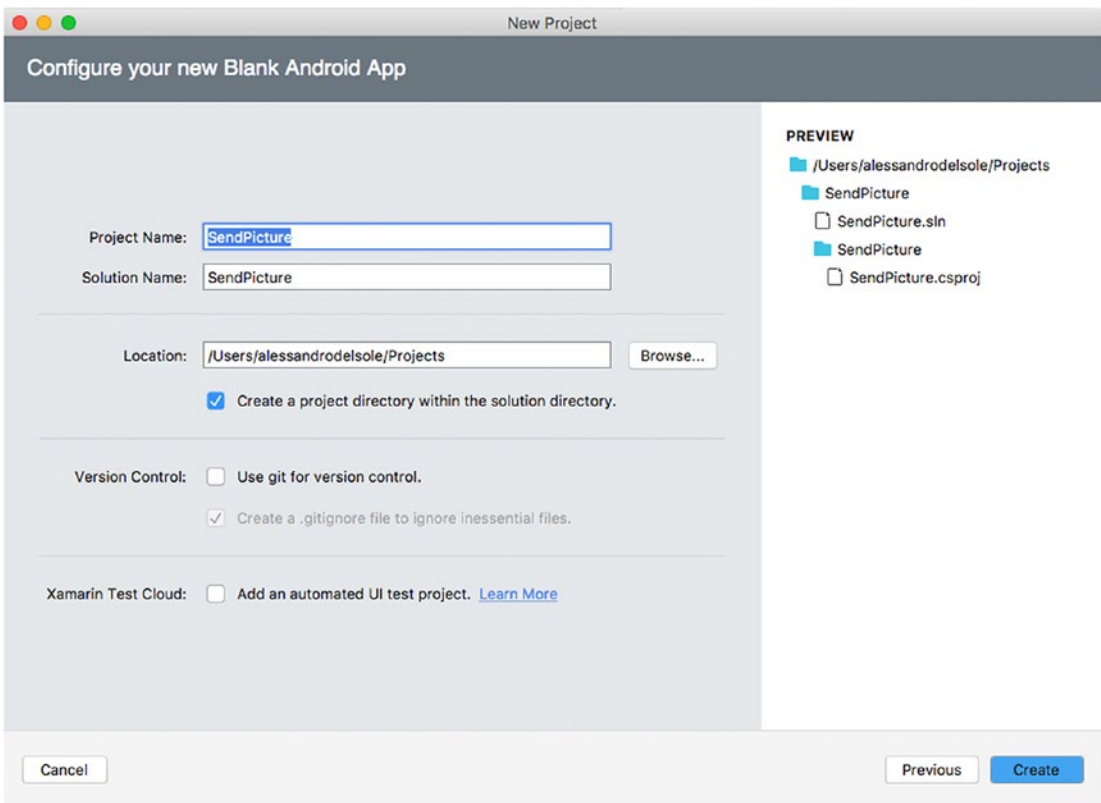 New Project
Configure your new Blank Android App
Project Name: SendPicture
Solution Name: SendPicture
Location: /Users/alessandrodelsole/Projects Browse...
Create a project directory within the solution directory.
Version Control: Use git for version control.
Create a .gitignore file to ignore inessential files.
Xamarin Test Cloud: Add an automated UI test project. Learn More
PREVIEW
/Users/alessandrodelsole/Projects
SendPicture
SendPicture.sln
SendPicture
SendPicture.csproj
Cancel Previous Create